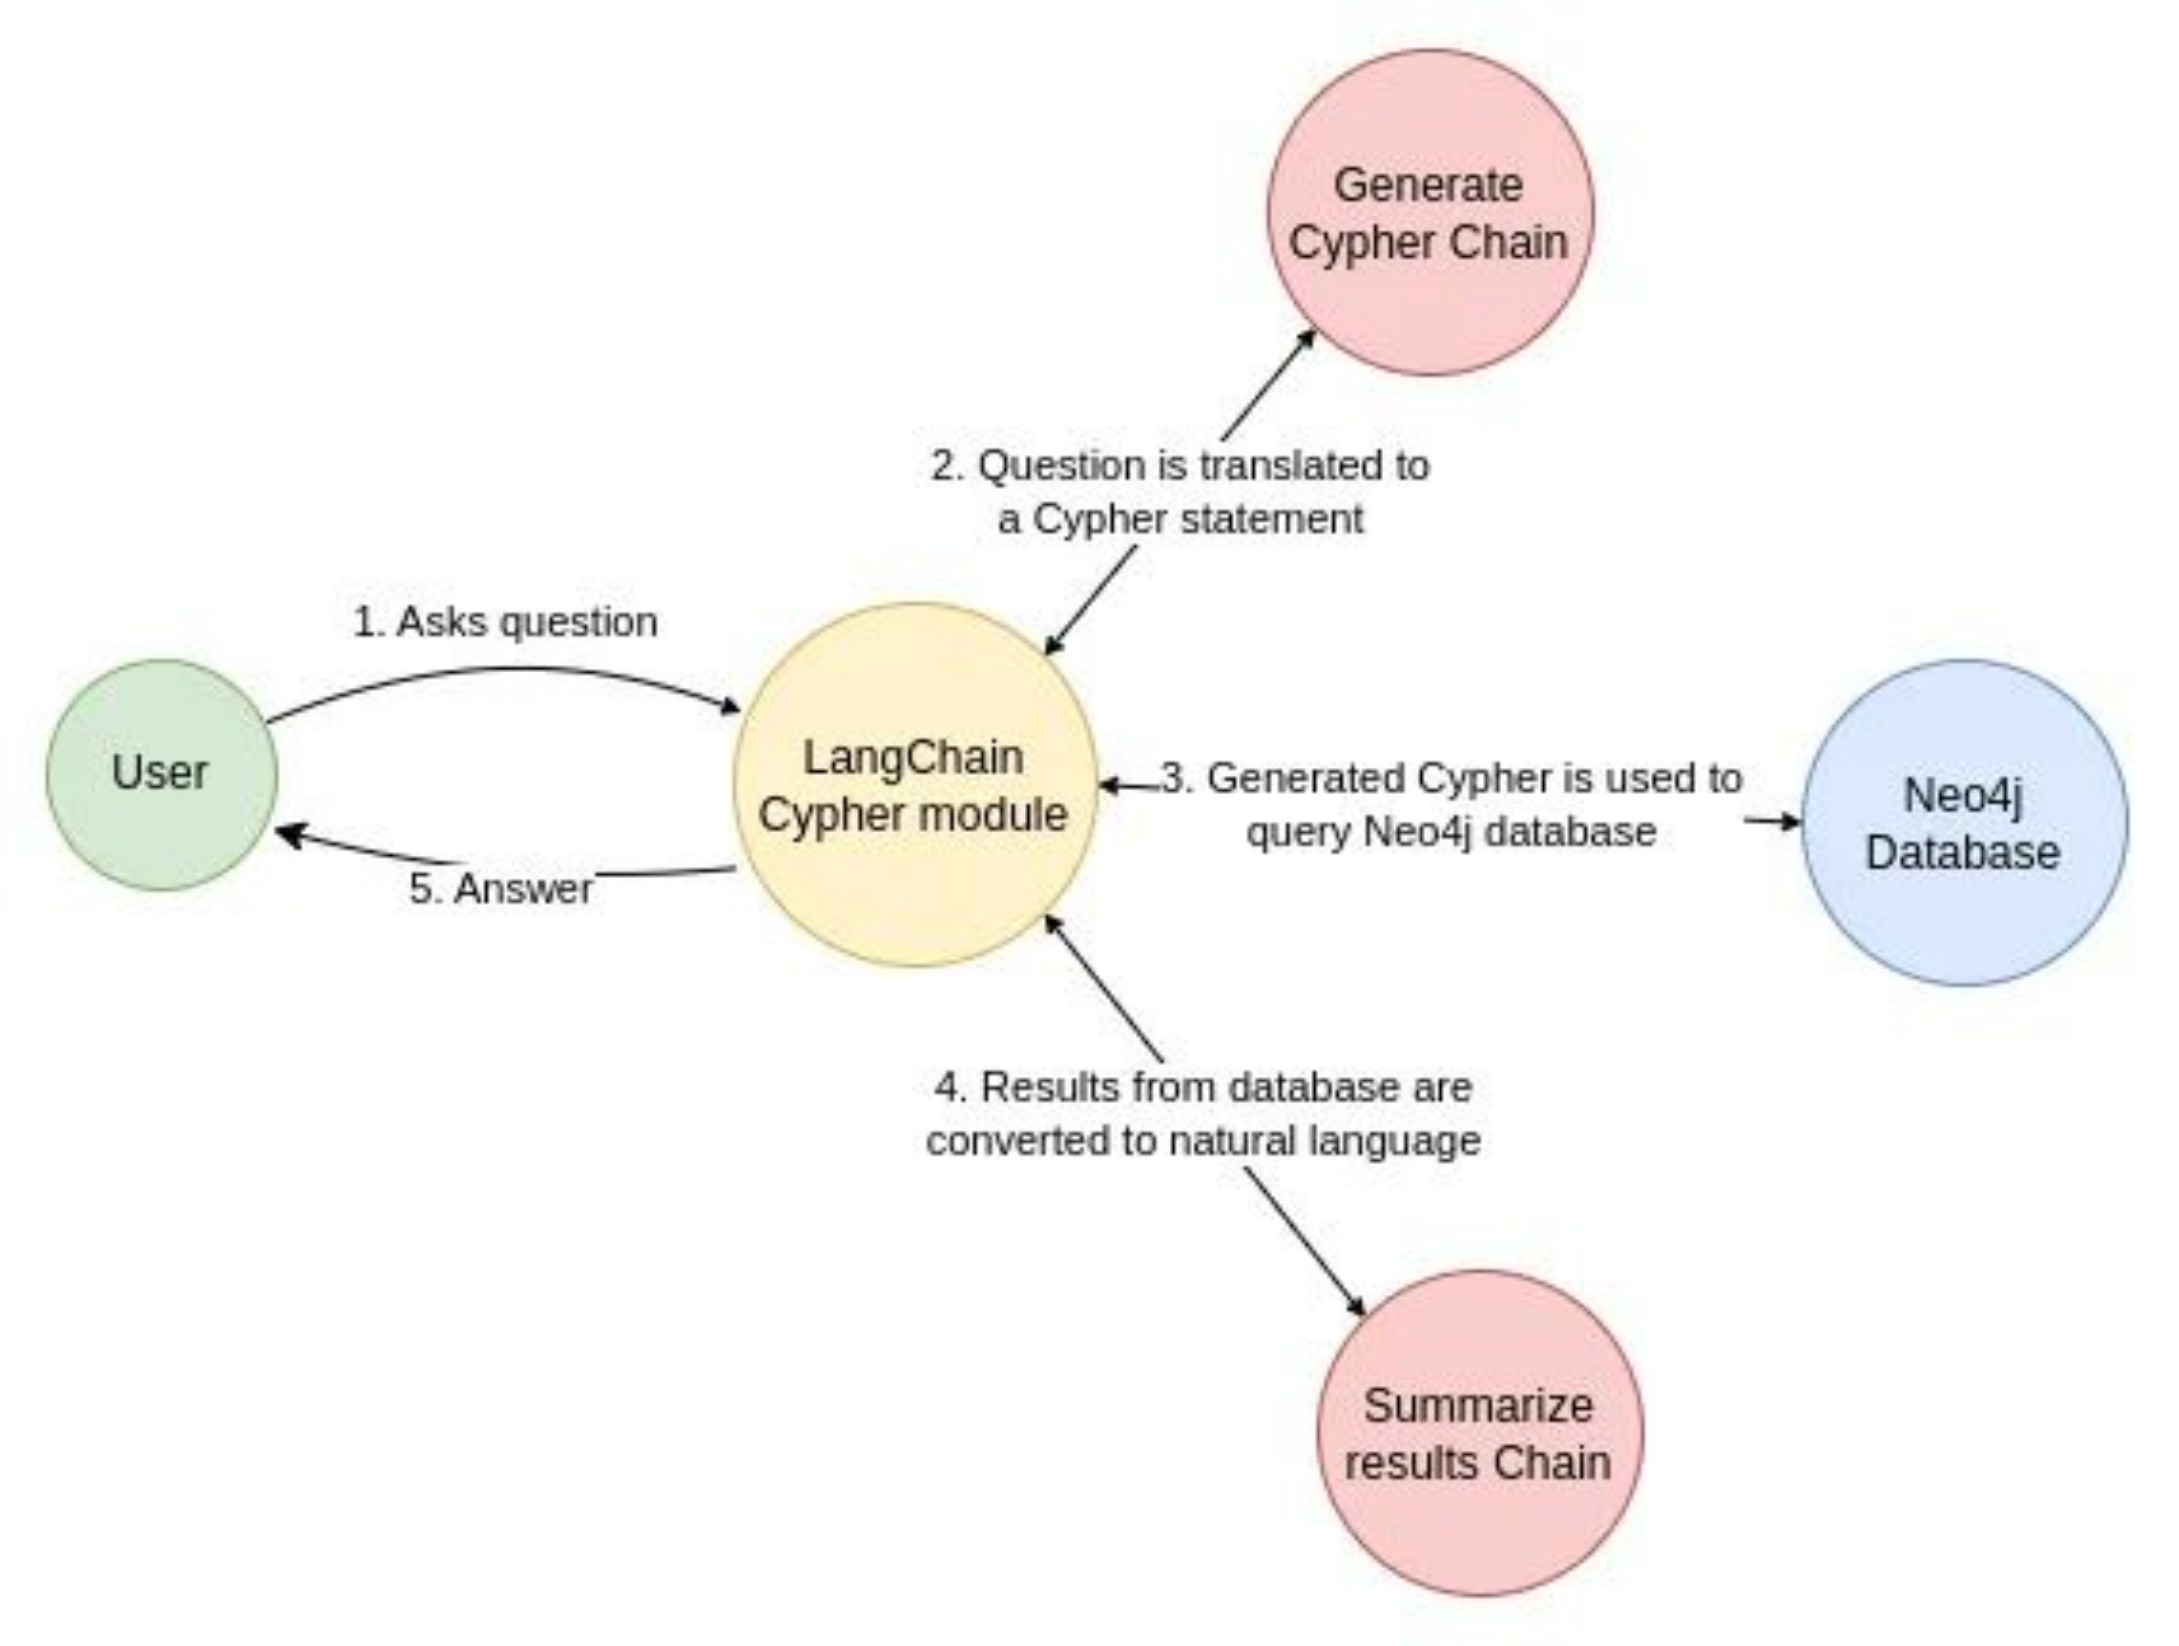 Generate
Cypher Chain
2. Question is translated to
a Cypher statement
1. Asks question
User
LangChain
Cypher module
3. Generated Cypher is used to
query Neo4j database
Neo4j
Database
5. Answer
4. Results from database are
converted to natural language
Summarize
results Chain